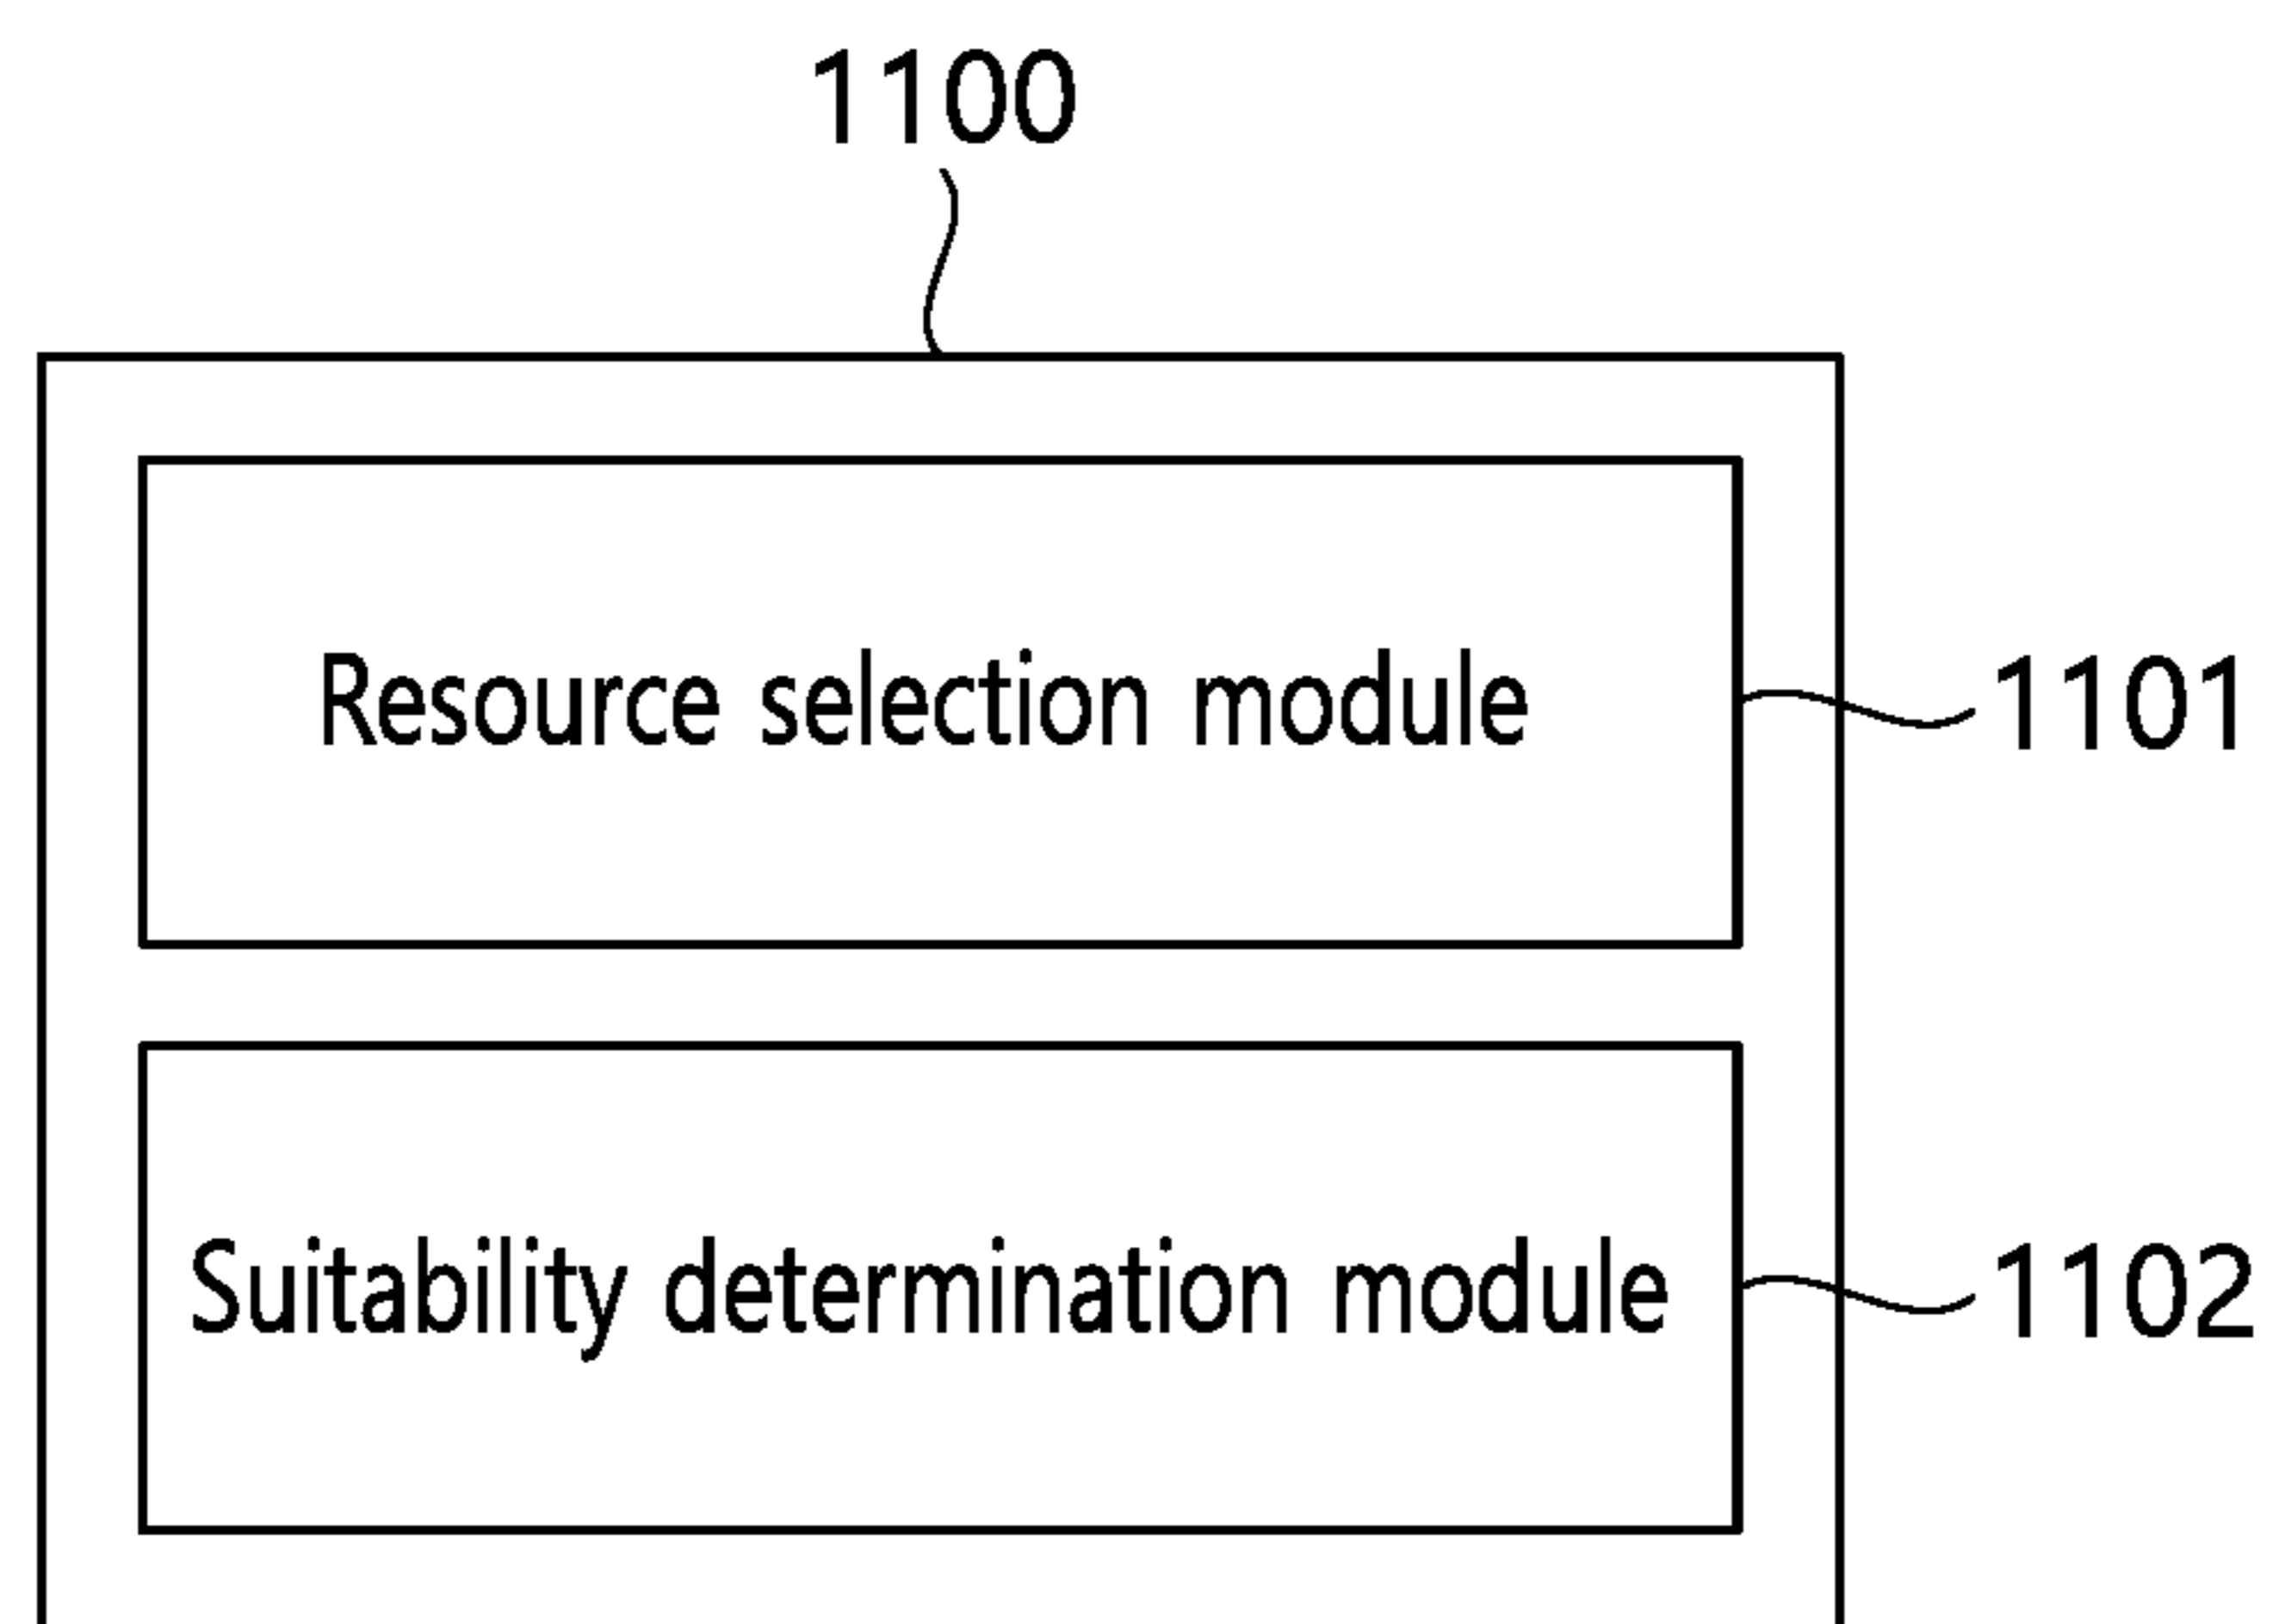 1100
Resource selection module
1101
Suitability determination module
1102